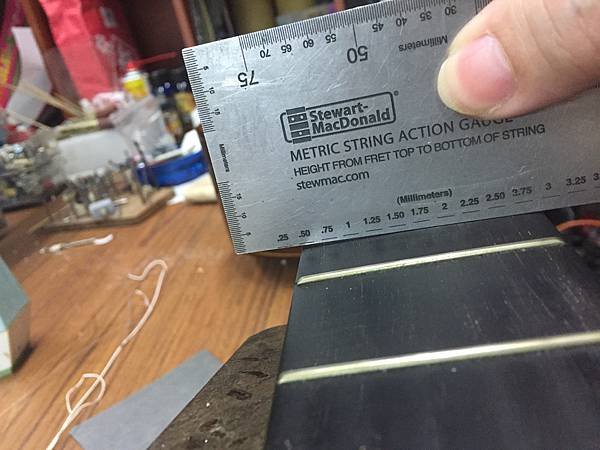 75 70 65 60 55 50 45 40 35 30
Millimeters
Stewart-
MacDonald
METRIC STRING ACTION GAUGE
HEIGHT FROM FRET TOP TO BOTTOM OF STRING
stewmac.com
(Millimeters)
.25 .50 .75 1 1.25 1.50 1.75 2 2.25 2.50 2.75 3 3.25